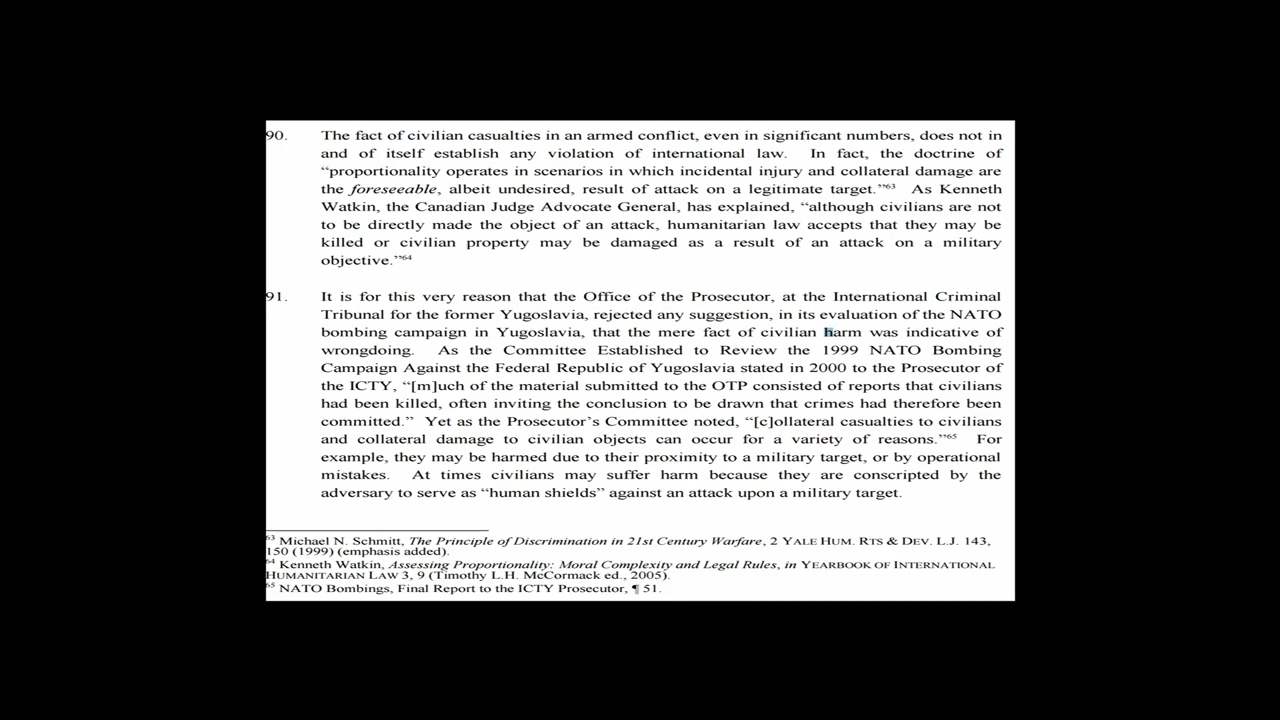 90. The fact of civilian casualties in an armed conflict, even in significant numbers, does not in
and of itself establish any violation of international law. In fact, the doctrine of
“proportionality operates in scenarios in which incidental injury and collateral damage are
the foreseeable, albeit undesired, result of attack on a legitimate target.”63 As Kenneth
Watkin, the Canadian Judge Advocate General, has explained, “although civilians are not
to be directly made the object of an attack, humanitarian law accepts that they may be
killed or civilian property may be damaged as a result of an attack on a military
objective.”64
91. It is for this very reason that the Office of the Prosecutor, at the International Criminal
Tribunal for the former Yugoslavia, rejected any suggestion, in its evaluation of the NATO
bombing campaign in Yugoslavia, that the mere fact of civilian harm was indicative of
wrongdoing. As the Committee Established to Review the 1999 NATO Bombing
Campaign Against the Federal Republic of Yugoslavia stated in 2000 to the Prosecutor of
the ICTY, “[m]uch of the material submitted to the OTP consisted of reports that civilians
had been killed, often inviting the conclusion to be drawn that crimes had therefore been
committed.” Yet as the Prosecutor’s Committee noted, “[c]ollateral casualties to civilians
and collateral damage to civilian objects can occur for a variety of reasons.”65 For
example, they may be harmed due to their proximity to a military target, or by operational
mistakes. At times civilians may suffer harm because they are conscripted by the
adversary to serve as “human shields” against an attack upon a military target.
63 Michael N. Schmitt, The Principle of Discrimination in 21st Century Warfare, 2 YALE HUM. RTS & DEV. L.J. 143,
150 (1999) (emphasis added).
64 Kenneth Watkin, Assessing Proportionality: Moral Complexity and Legal Rules, in YEARBOOK OF INTERNATIONAL
HUMANITARIAN LAW 3, 9 (Timothy L.H. McCormack ed., 2005).
65 NATO Bombings, Final Report to the ICTY Prosecutor, ¶ 51.